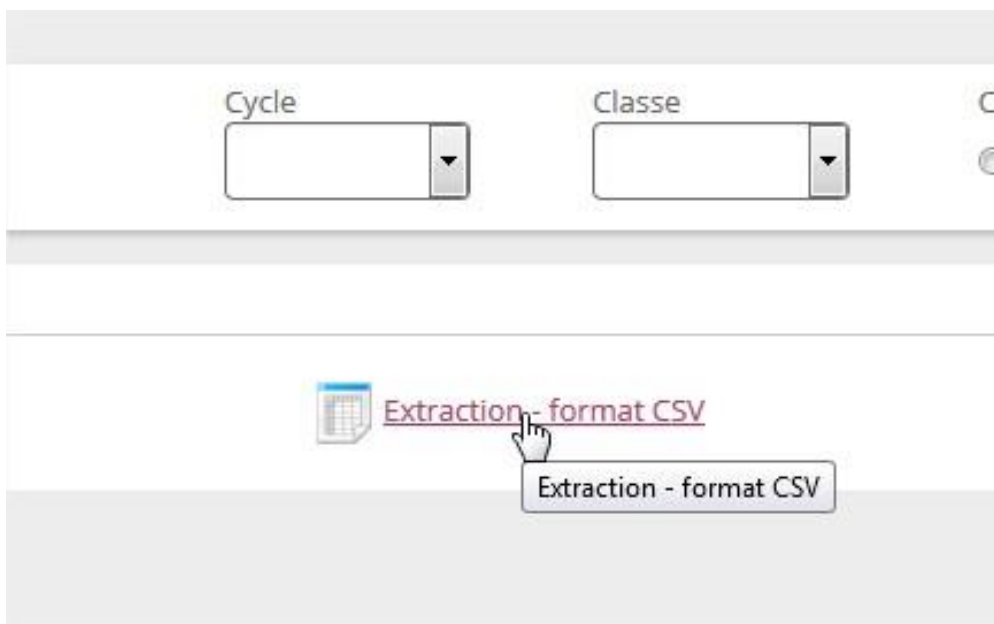 Cycle
Classe
C
Extraction - format CSV
Extraction - format CSV